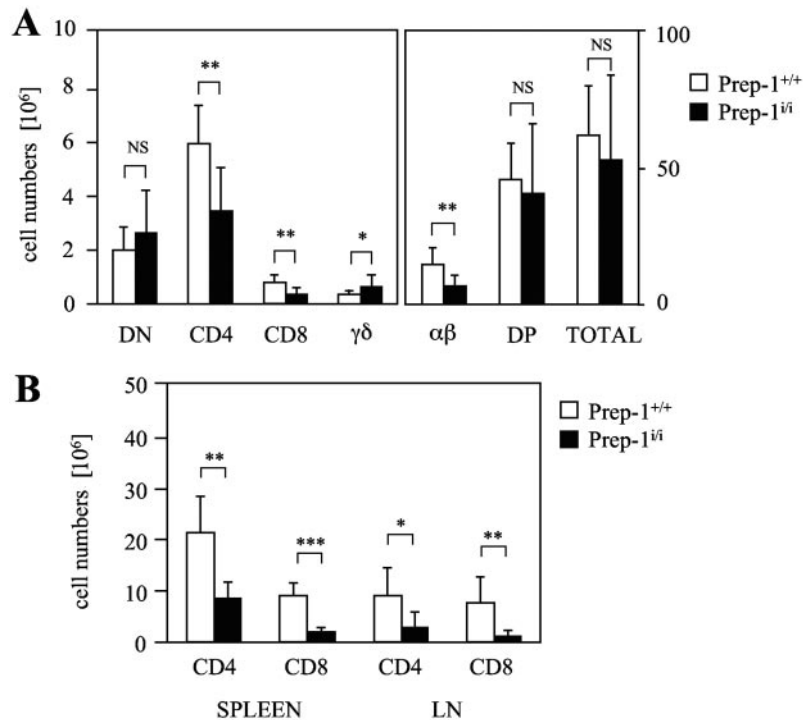 A
10
8
6
4
2
0
cell numbers [10⁶]
NS
**
**
*
DN CD4 CD8 γδ
**
NS
NS
αβ DP TOTAL
100
50
0
Prep-1⁺/⁺
Prep-1ⁱ/ⁱ
B
50
40
30
20
10
0
cell numbers [10⁶]
**
***
*
**
CD4 CD8 CD4 CD8
SPLEEN LN
Prep-1⁺/⁺
Prep-1ⁱ/ⁱ